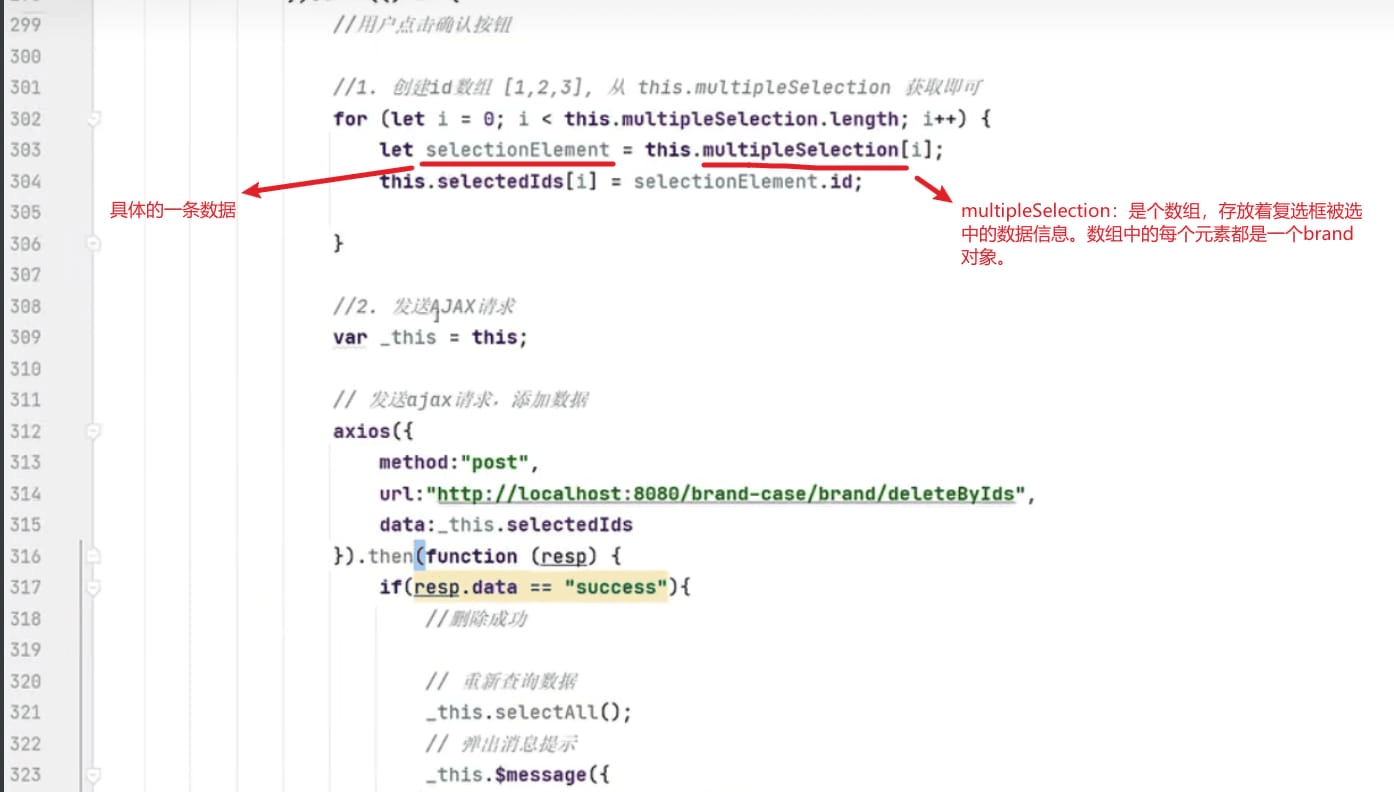 299 //用户点击确认按钮
300
301 //1. 创建id数组 [1,2,3], 从 this.multipleSelection 获取即可
302 for (let i = 0; i < this.multipleSelection.length; i++) {
303 let selectionElement = this.multipleSelection[i];
304 this.selectedIds[i] = selectionElement.id;
具体的一条数据
multipleSelection：是个数组，存放着复选框被选
中的数据信息。数组中的每个元素都是一个brand
对象。
305
306 }
307
308 //2. 发送AJAX请求
309 var _this = this;
310
311 // 发送ajax请求，添加数据
312 axios({
313 method:"post",
314 url:"http://localhost:8080/brand-case/brand/deleteByIds",
315 data:_this.selectedIds
316 }).then(function (resp) {
317 if(resp.data == "success"){
318 //删除成功
319
320 // 重新查询数据
321 _this.selectAll();
322 // 弹出消息提示
323 _this.$message({